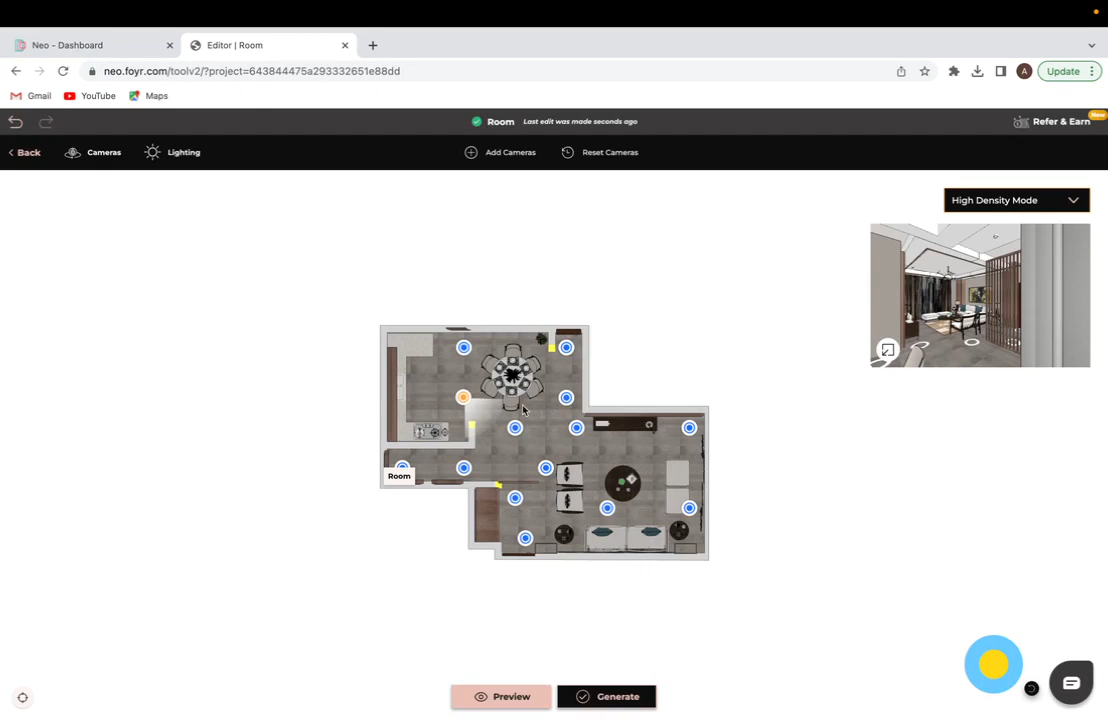 Neo - Dashboard
Editor | Room
neo.foyr.com/toolv2/?project=643844475a293332651e88dd
A
Update
Gmail
YouTube
Maps
Room
Last edit was made seconds ago
Refer & Earn
New
Back
Cameras
Lighting
Add Cameras
Reset Cameras
High Density Mode
Room
Preview
Generate